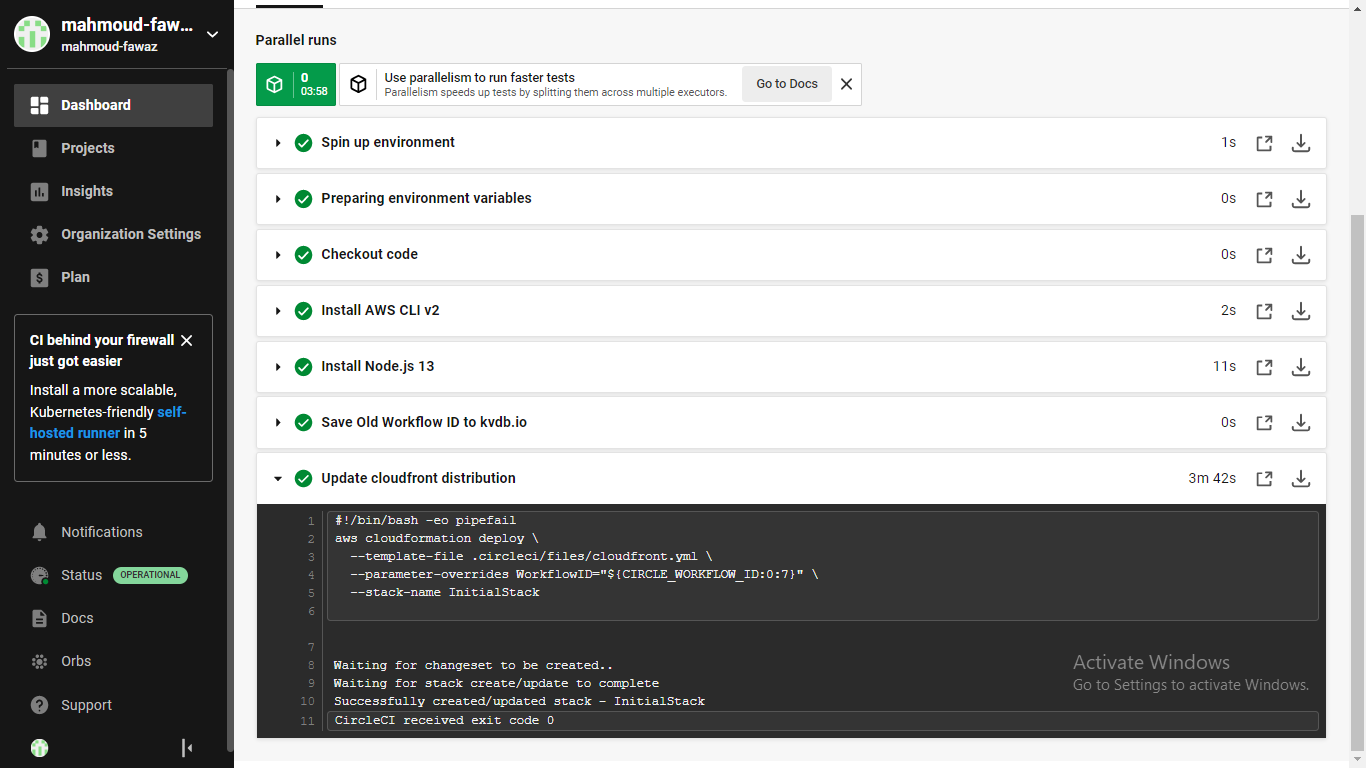 mahmoud-faw...
mahmoud-fawaz
Dashboard
Projects
Insights
Organization Settings
Plan
CI behind your firewall
just got easier
Install a more scalable,
Kubernetes-friendly self-
hosted runner in 5
minutes or less.
Notifications
Status OPERATIONAL
Docs
Orbs
Support
Parallel runs
0
03:58
Use parallelism to run faster tests
Parallelism speeds up tests by splitting them across multiple executors.
Go to Docs
Spin up environment 1s
Preparing environment variables 0s
Checkout code 0s
Install AWS CLI v2 2s
Install Node.js 13 11s
Save Old Workflow ID to kvdb.io 0s
Update cloudfront distribution 3m 42s
1 #!/bin/bash -eo pipefail
2 aws cloudformation deploy \
3 --template-file .circleci/files/cloudfront.yml \
4 --parameter-overrides WorkflowID="${CIRCLE_WORKFLOW_ID:0:7}" \
5 --stack-name InitialStack
6
7
8 Waiting for changeset to be created..
9 Waiting for stack create/update to complete
10 Successfully created/updated stack - InitialStack
11 CircleCI received exit code 0
Activate Windows
Go to Settings to activate Windows.